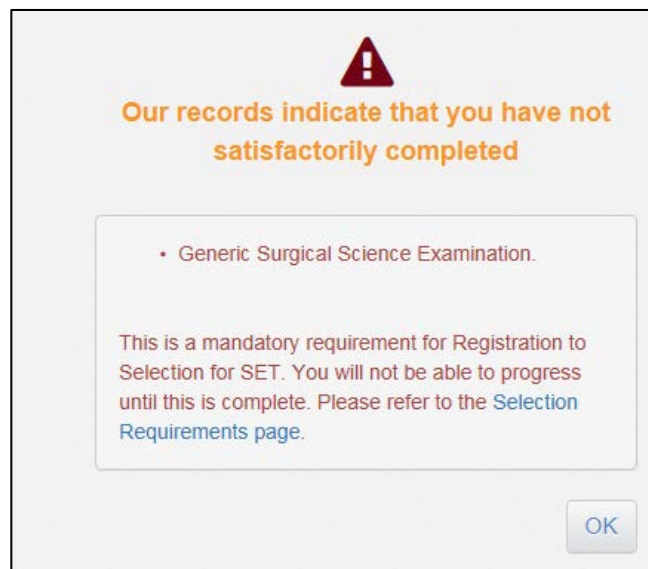 Our records indicate that you have not
satisfactorily completed
• Generic Surgical Science Examination.
This is a mandatory requirement for Registration to
Selection for SET. You will not be able to progress
until this is complete. Please refer to the Selection
Requirements page.
OK